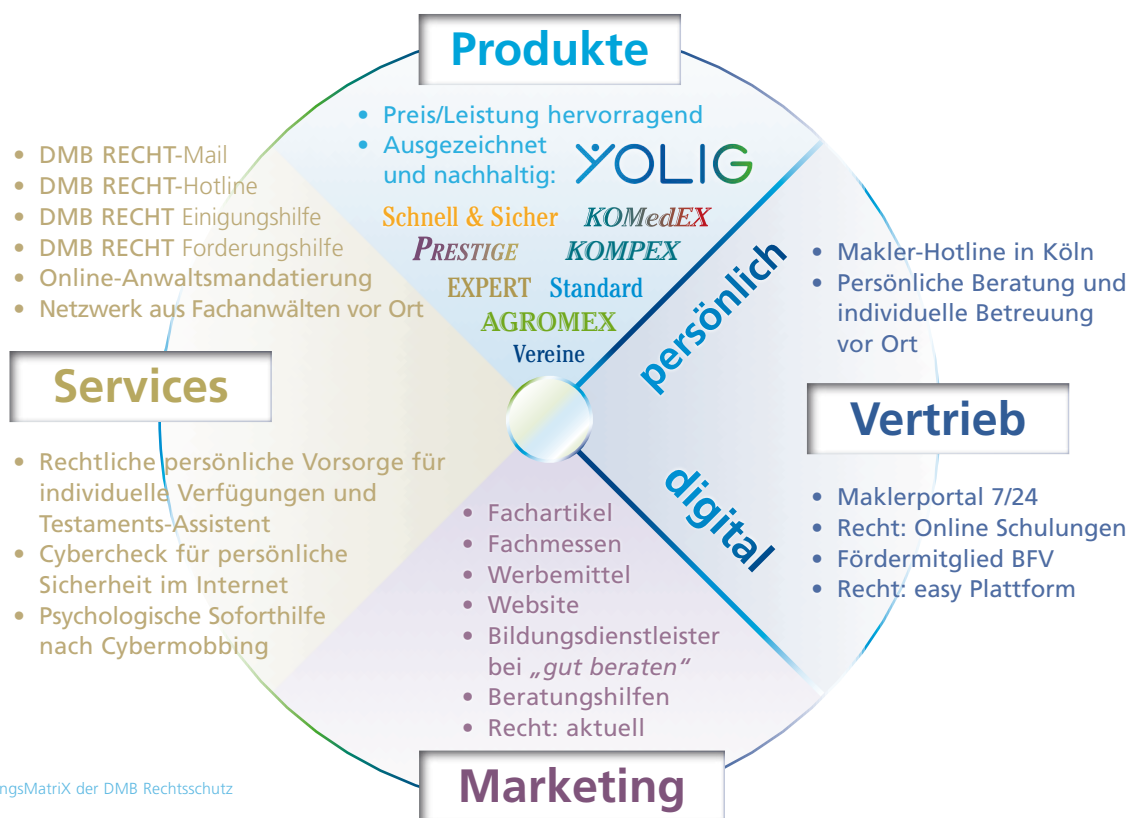 Produkte
• Preis/Leistung hervorragend
• Ausgezeichnet
und nachhaltig:
YOLIG
Schnell & Sicher KOMedEX
PRESTIGE KOMPEX
EXPERT Standard
AGROMEX
Vereine
• DMB RECHT-Mail
• DMB RECHT-Hotline
• DMB RECHT Einigungshilfe
• DMB RECHT Forderungshilfe
• Online-Anwaltsmandatierung
• Netzwerk aus Fachanwälten vor Ort
Services
• Rechtliche persönliche Vorsorge für
individuelle Verfügungen und
Testaments-Assistent
• Cybercheck für persönliche
Sicherheit im Internet
• Psychologische Soforthilfe
nach Cybermobbing
persönlich
• Makler-Hotline in Köln
• Persönliche Beratung und
individuelle Betreuung
vor Ort
Vertrieb
digital
• Maklerportal 7/24
• Recht: Online Schulungen
• Fördermitglied BFV
• Recht: easy Plattform
• Fachartikel
• Fachmessen
• Werbemittel
• Website
• Bildungsdienstleister
bei „gut beraten“
• Beratungshilfen
• Recht: aktuell
Marketing
ngsMatriX der DMB Rechtsschutz